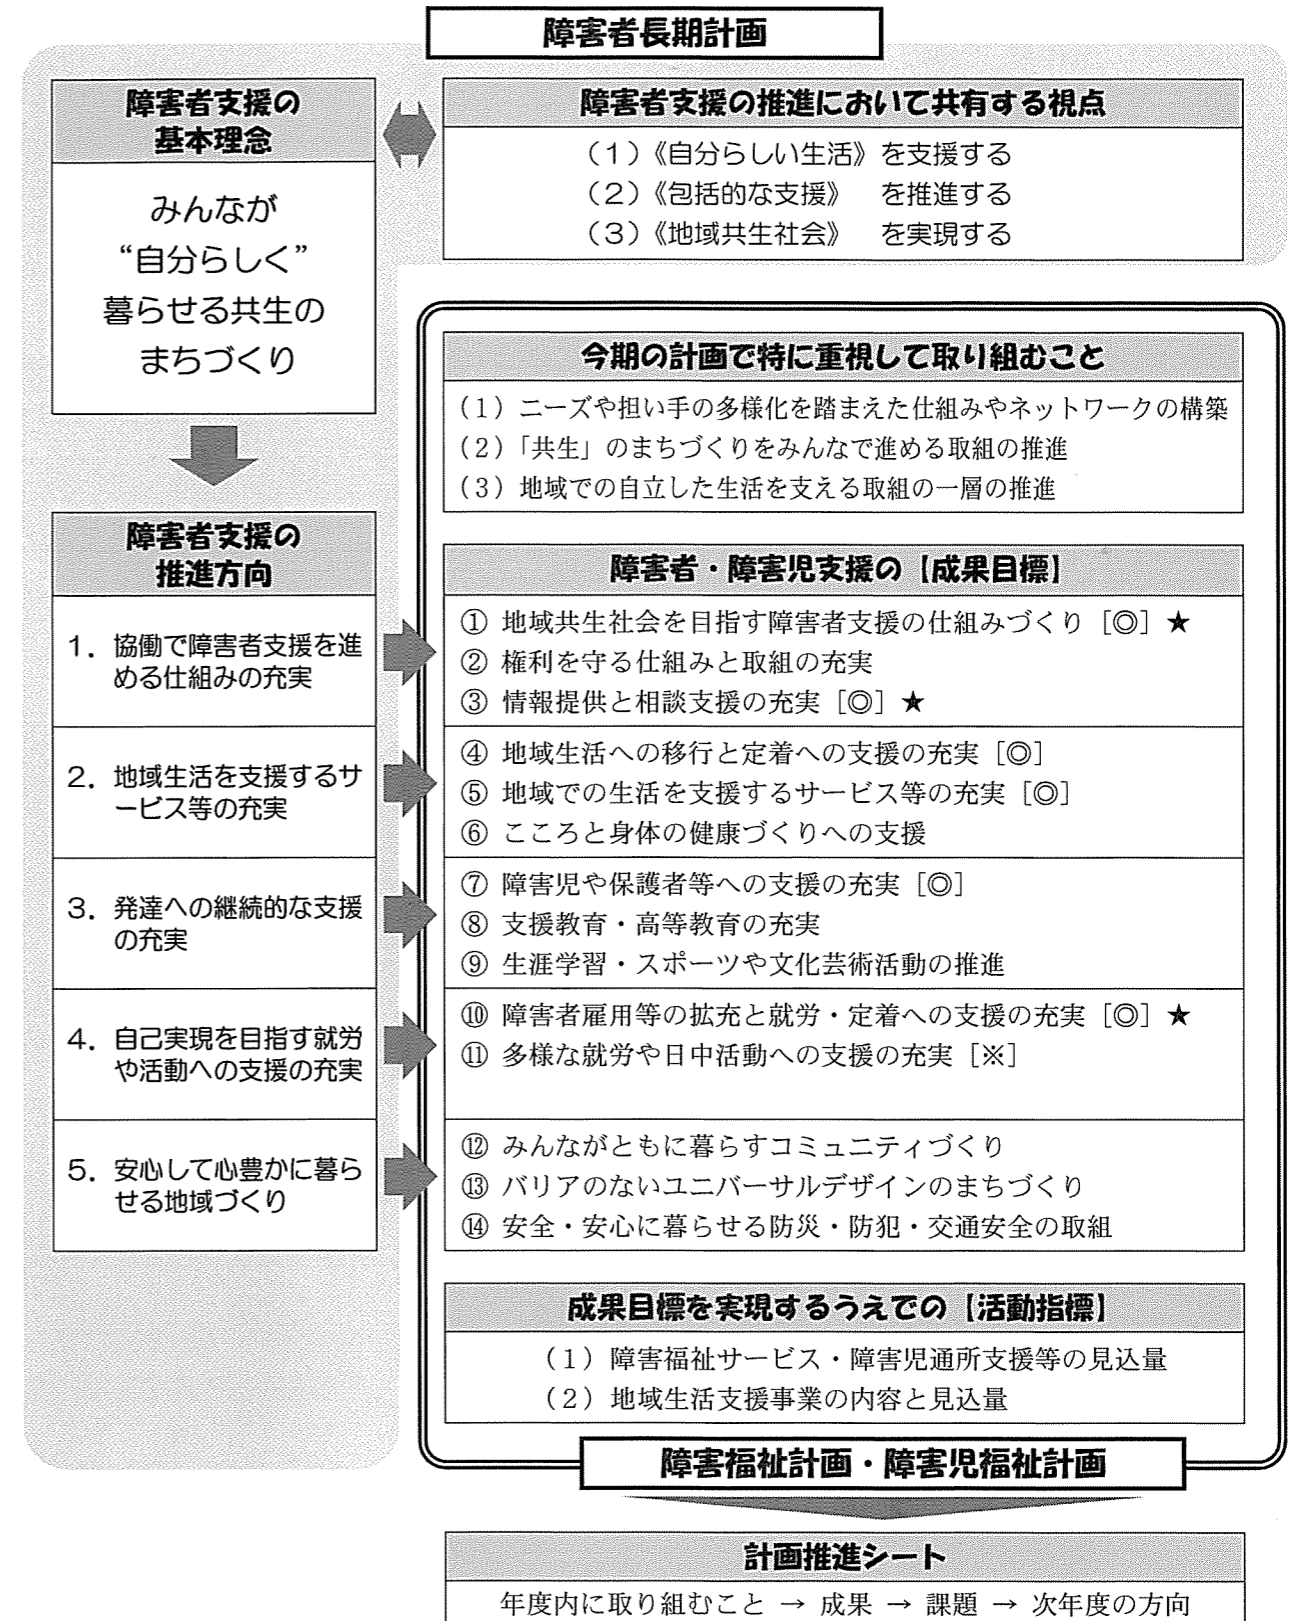 障害者長期計画
障害者支援の
基本理念
みんなが
“自分らしく”
暮らせる共生の
まちづくり
障害者支援の推進において共有する視点
（１）《自分らしい生活》を支援する
（２）《包括的な支援》　を推進する
（３）《地域共生社会》　を実現する
今期の計画で特に重視して取り組むこと
（１）ニーズや担い手の多様化を踏まえた仕組みやネットワークの構築
（２）「共生」のまちづくりをみんなで進める取組の推進
（３）地域での自立した生活を支える取組の一層の推進
障害者支援の
推進方向
1．協働で障害者支援を進
める仕組みの充実
2．地域生活を支援するサ
ービス等の充実
3．発達への継続的な支援
の充実
4．自己実現を目指す就労
や活動への支援の充実
5．安心して心豊かに暮ら
せる地域づくり
障害者・障害児支援の【成果目標】
① 地域共生社会を目指す障害者支援の仕組みづくり［◎］★
② 権利を守る仕組みと取組の充実
③ 情報提供と相談支援の充実［◎］★
④ 地域生活への移行と定着への支援の充実［◎］
⑤ 地域での生活を支援するサービス等の充実［◎］
⑥ こころと身体の健康づくりへの支援
⑦ 障害児や保護者等への支援の充実［◎］
⑧ 支援教育・高等教育の充実
⑨ 生涯学習・スポーツや文化芸術活動の推進
⑩ 障害者雇用等の拡充と就労・定着への支援の充実［◎］★
⑪ 多様な就労や日中活動への支援の充実［※］
⑫ みんながともに暮らすコミュニティづくり
⑬ バリアのないユニバーサルデザインのまちづくり
⑭ 安全・安心に暮らせる防災・防犯・交通安全の取組
成果目標を実現するうえでの【活動指標】
（１）障害福祉サービス・障害児通所支援等の見込量
（２）地域生活支援事業の内容と見込量
障害福祉計画・障害児福祉計画
計画推進シート
年度内に取り組むこと → 成果 → 課題 → 次年度の方向